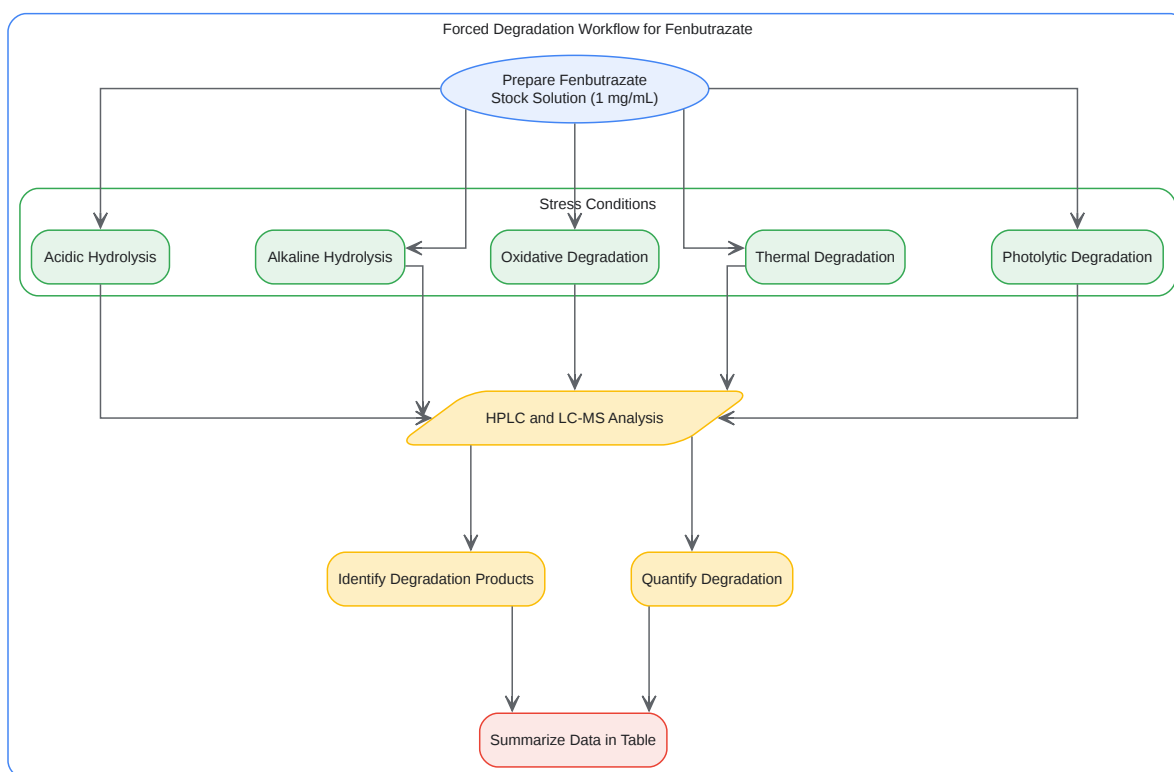 Forced Degradation Workflow for Fenbutrazate
Prepare Fenbutrazate
Stock Solution (1 mg/mL)
Stress Conditions
Acidic Hydrolysis
Alkaline Hydrolysis
Oxidative Degradation
Thermal Degradation
Photolytic Degradation
HPLC and LC-MS Analysis
Identify Degradation Products
Quantify Degradation
Summarize Data in Table